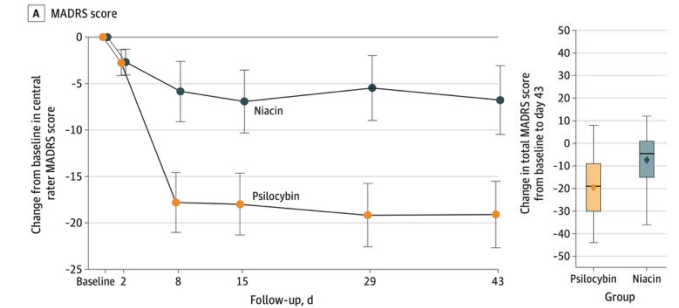 A MADRS score
Change from baseline in central
rater MADRS score
0
-5
-10
-15
-20
-25
Niacin
Psilocybin
Baseline 2 8 15 29 43
Follow-up, d
Change in total MADRS score
from baseline to day 43
50
40
30
20
10
0
-10
-20
-30
-40
-50
Psilocybin Niacin
Group